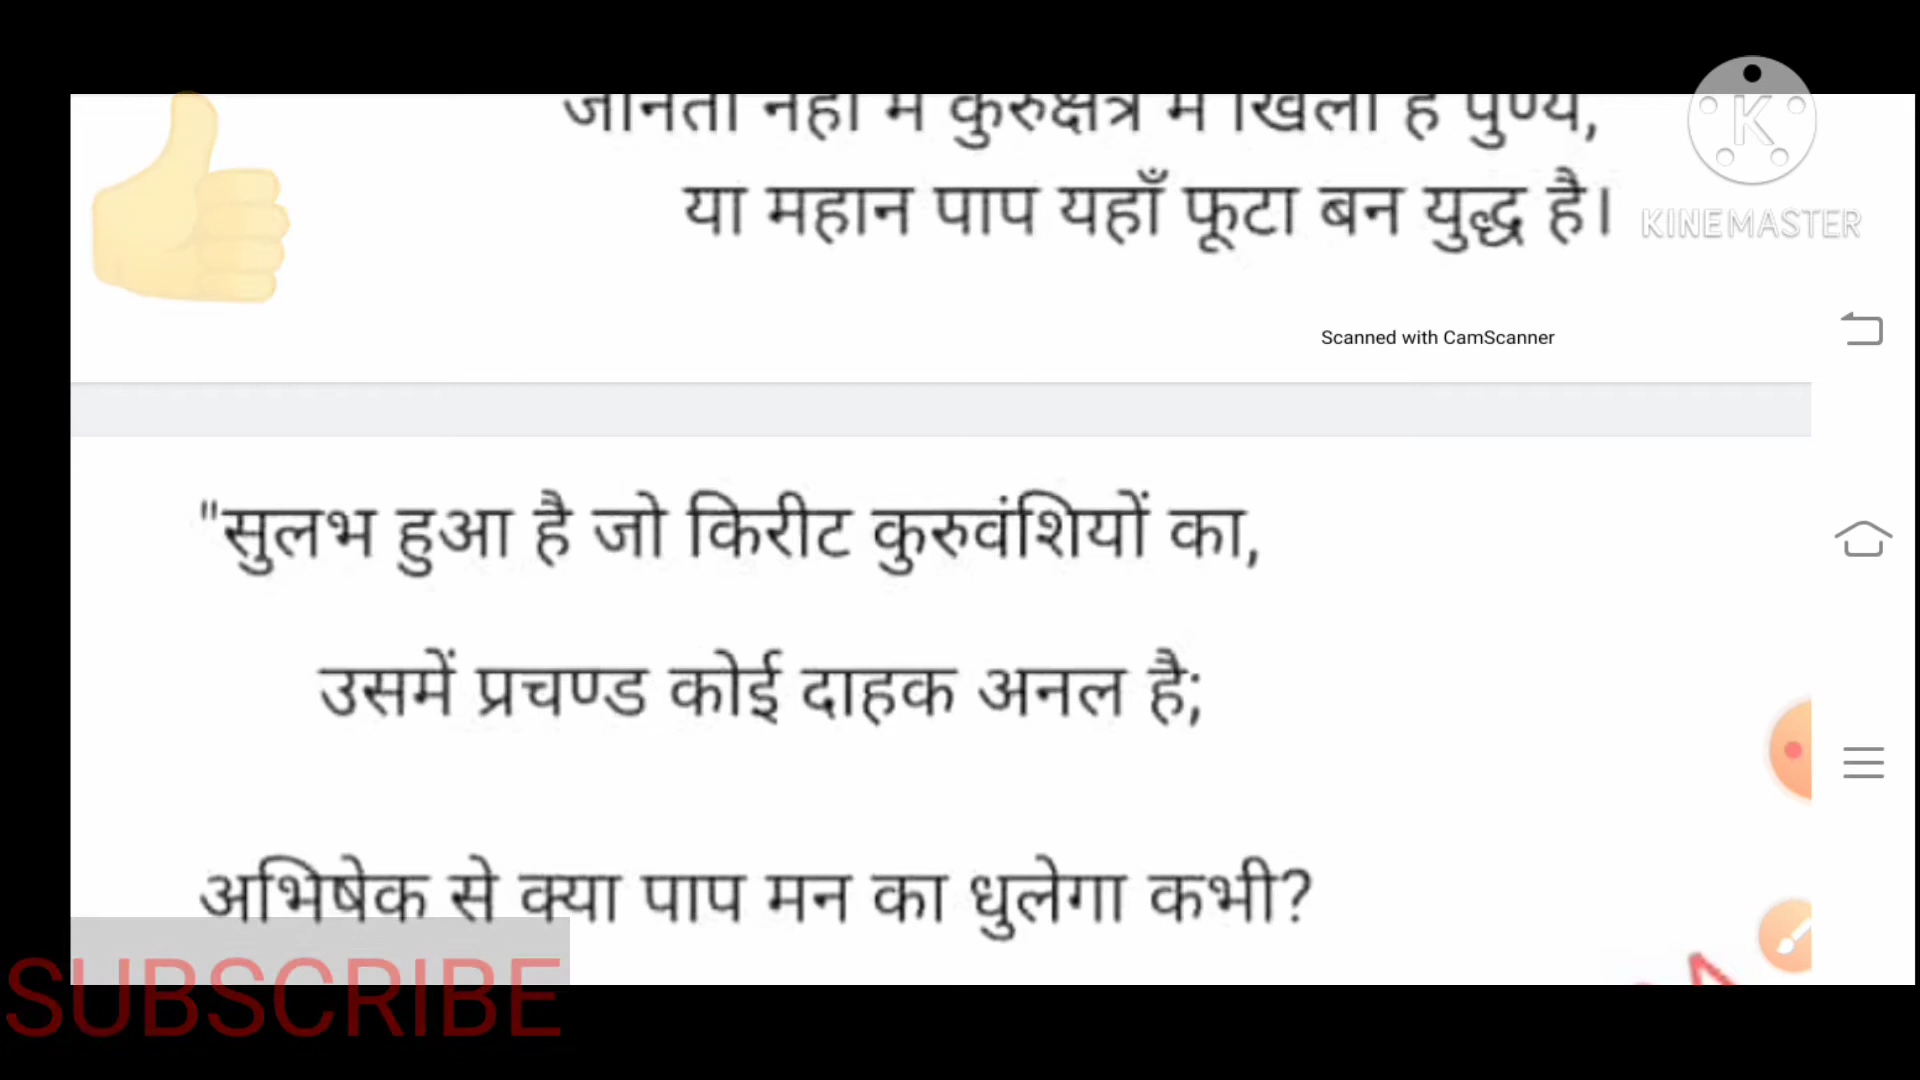 जानता नहीं मैं कुरुक्षेत्र में खिला है पुण्य,
या महान पाप यहाँ फूटा बन युद्ध है।
KINEMASTER
Scanned with CamScanner
"सुलभ हुआ है जो किरीट कुरुवंशियों का,
उसमें प्रचण्ड कोई दाहक अनल है;
अभिषेक से क्या पाप मन का धुलेगा कभी?
SUBSCRIBE